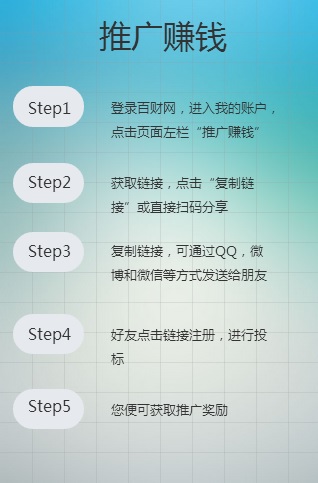 推广赚钱
Step1
登录百财网，进入我的账户，
点击页面左栏“推广赚钱”
Step2
获取链接，点击“复制链
接”或直接扫码分享
Step3
复制链接，可通过QQ，微
博和微信等方式发送给朋友
Step4
好友点击链接注册，进行投
标
Step5
您便可获取推广奖励